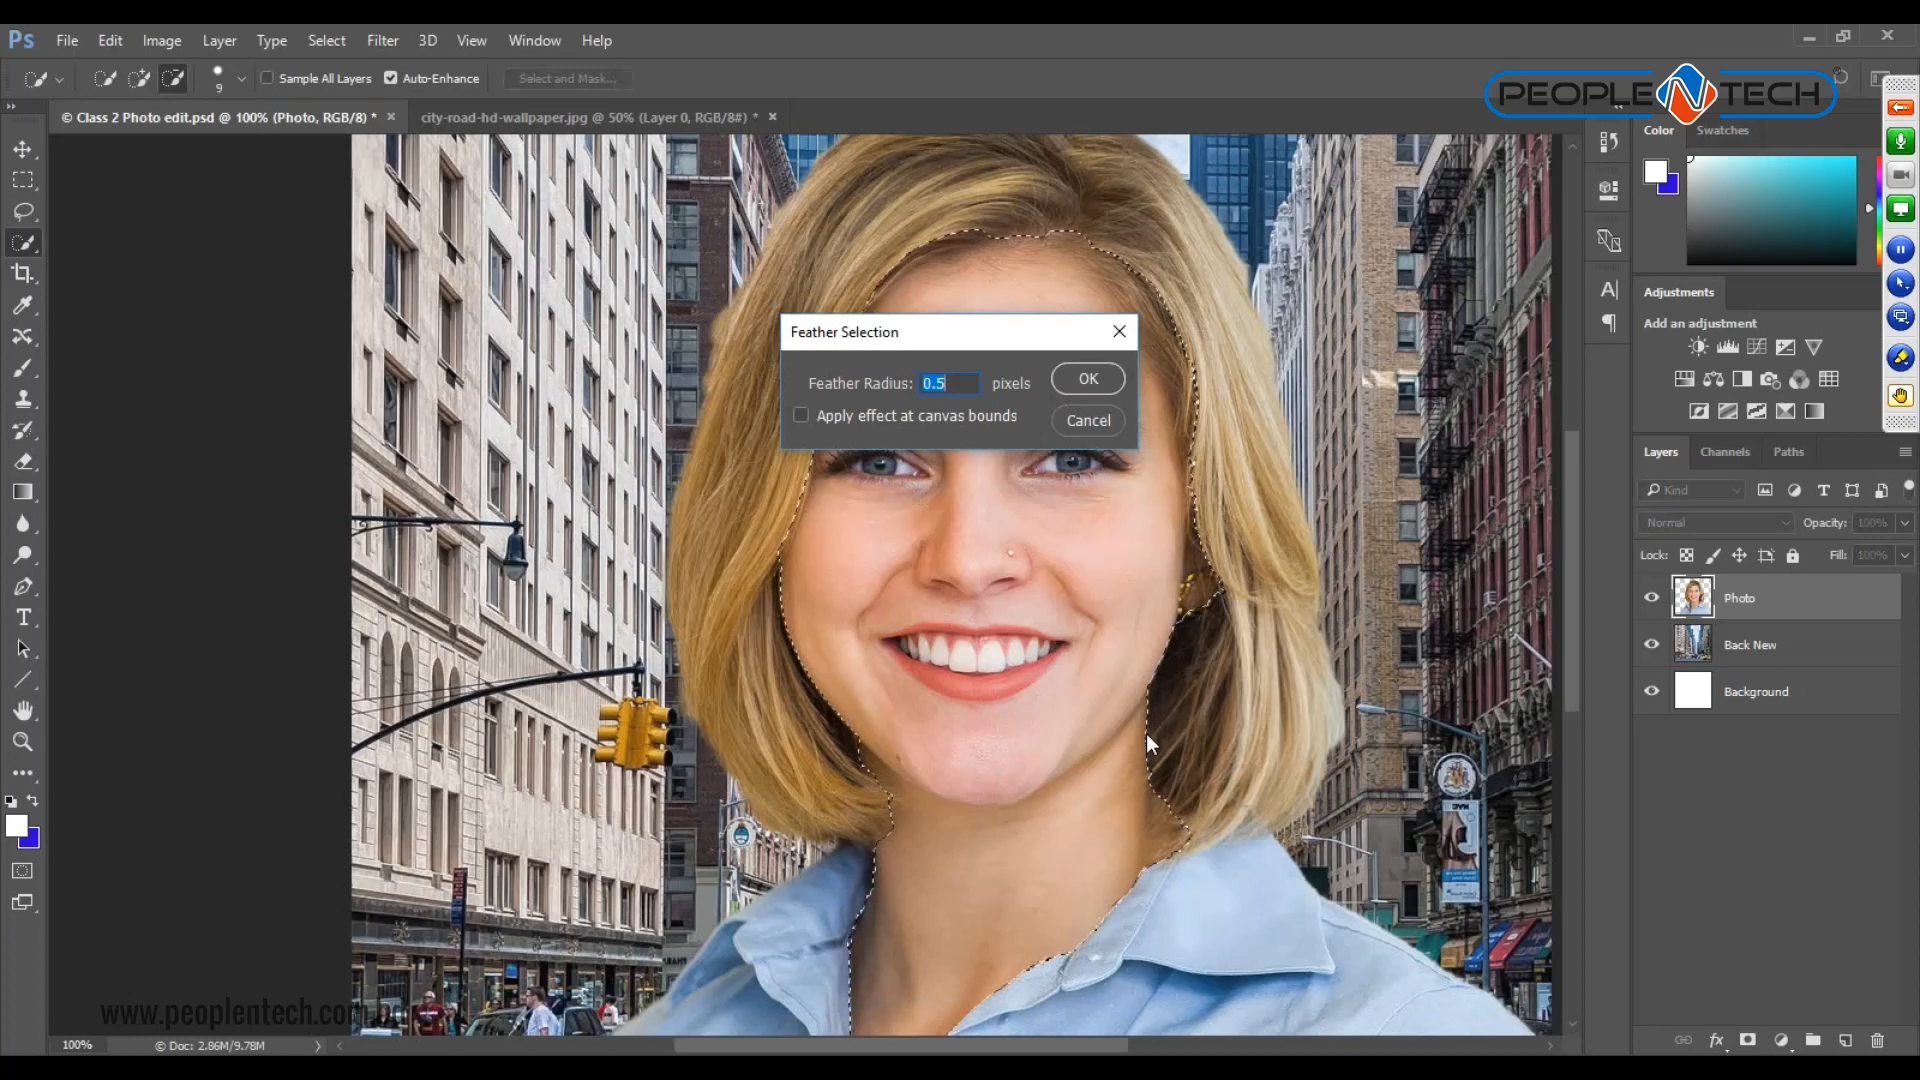 Ps File Edit Image Layer Type Select Filter 3D View Window Help
9 Sample All Layers Auto-Enhance Select and Mask...
PEOPLE N TECH
© Class 2 Photo edit.psd @ 100% (Photo, RGB/8) *
city-road-hd-wallpaper.jpg @ 50% (Layer 0, RGB/8#) *
Color Swatches
Feather Selection
Feather Radius: 0.5 pixels OK
Apply effect at canvas bounds
Cancel
Adjustments
Add an adjustment
Layers Channels Paths
Kind
Normal Opacity: 100%
Lock: Fill: 100%
Photo
Back New
Background
www.peoplentech.com
100% © Doc: 2.86M/9.78M
fx